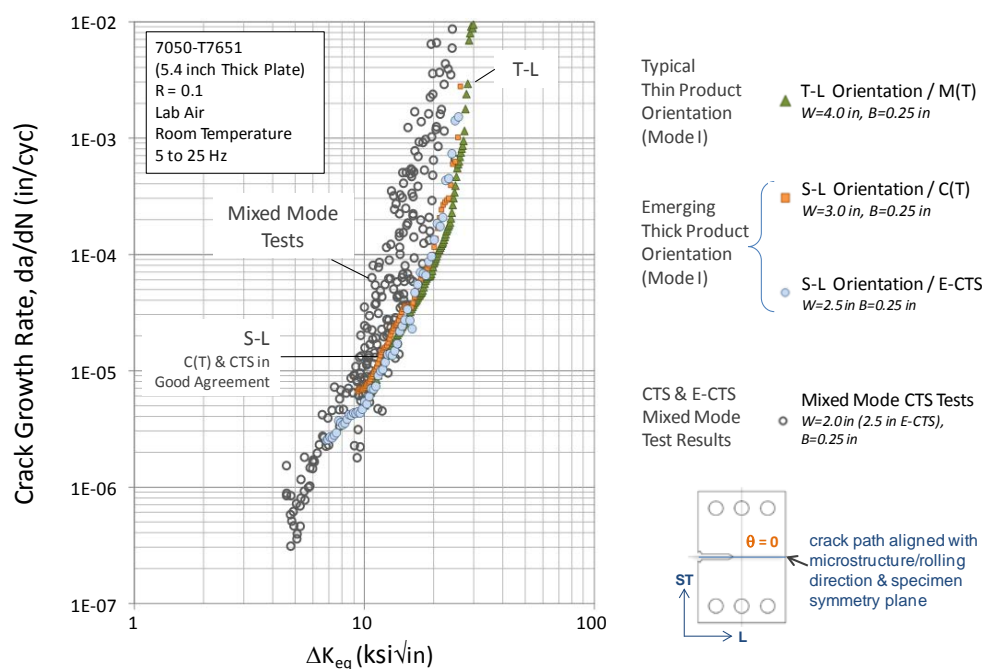 1E-02
1E-03
1E-04
1E-05
1E-06
1E-07
Crack Growth Rate, da/dN (in/cyc)
7050-T7651
(5.4 inch Thick Plate)
R = 0.1
Lab Air
Room Temperature
5 to 25 Hz
T-L
Mixed Mode
Tests
S-L
C(T) & CTS in
Good Agreement
1
10
100
ΔKeq (ksi√in)
Typical
Thin Product
Orientation
(Mode I)
T-L Orientation / M(T)
W=4.0 in, B=0.25 in
Emerging
Thick Product
Orientation
(Mode I)
S-L Orientation / C(T)
W=3.0 in, B=0.25 in
S-L Orientation / E-CTS
W=2.5 in B=0.25 in
CTS & E-CTS
Mixed Mode
Test Results
Mixed Mode CTS Tests
W=2.0 in (2.5 in E-CTS),
B=0.25 in
θ = 0
crack path aligned with
microstructure/rolling
direction & specimen
symmetry plane
ST
L